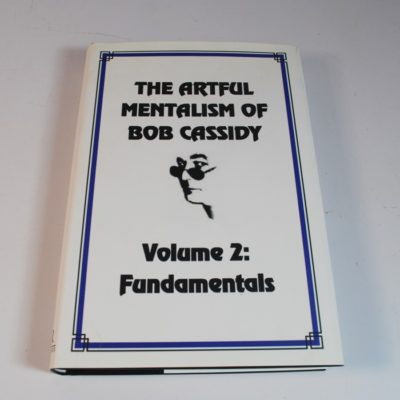 THE ARTFUL
MENTALISM OF
BOB CASSIDY
Volume 2:
Fundamentals